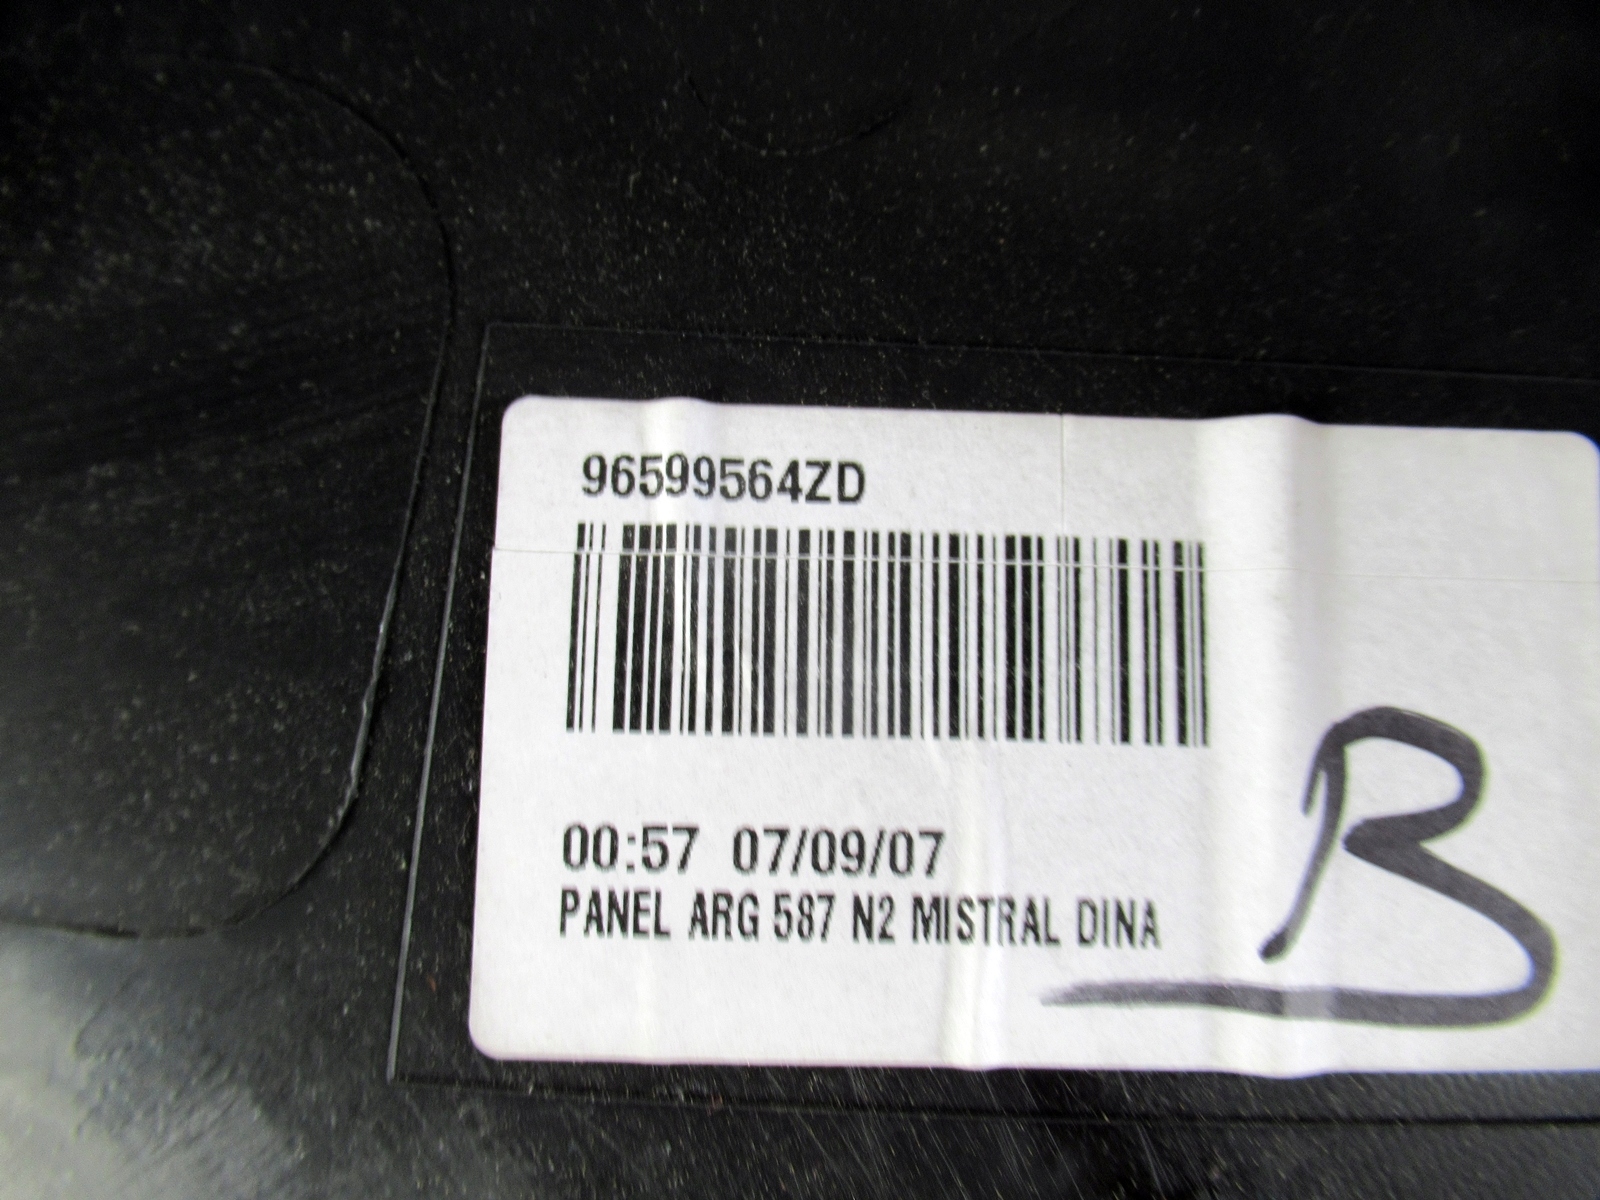 96599564ZD
00:57 07/09/07
PANEL ARG 587 N2 MISTRAL DINA
B